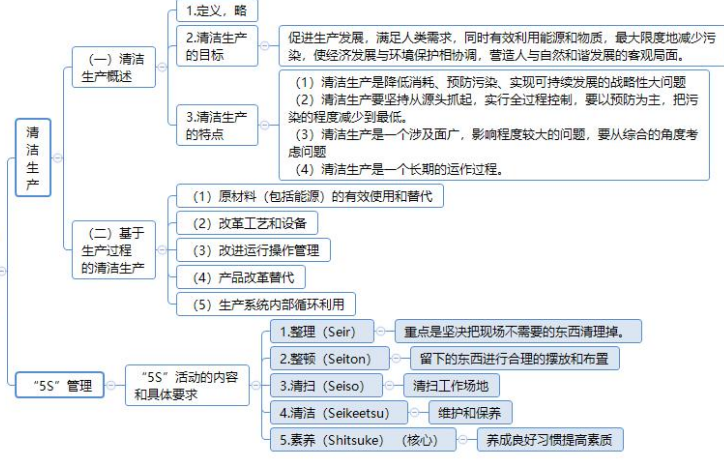 清
洁
生
产
（一）清洁
生产概述
1.定义，略
2.清洁生产
的目标
促进生产发展，满足人类需求，同时有效利用能源和物质，最大限度地减少污
染，使经济发展与环境保护相协调，营造人与自然和谐发展的客观局面。
3.清洁生产
的特点
（1）清洁生产是降低消耗、预防污染、实现可持续发展的战略性大问题
（2）清洁生产要坚持从源头抓起，实行全过程控制，要以预防为主，把污
染的程度减少到最低。
（3）清洁生产是一个涉及面广，影响程度较大的问题，要从综合的角度考
虑问题
（4）清洁生产是一个长期的运作过程。
（二）基于
生产过程
的清洁生产
（1）原材料（包括能源）的有效使用和替代
（2）改革工艺和设备
（3）改进运行操作管理
（4）产品改革替代
（5）生产系统内部循环利用
“5S”管理
“5S”活动的内容
和具体要求
1.整理（Seir）
重点是坚决把现场不需要的东西清理掉。
2.整顿（Seiton）
留下的东西进行合理的摆放和布置
3.清扫（Seiso）
清扫工作场地
4.清洁（Seikeetsu）
维护和保养
5.素养（Shitsuke）（核心）
养成良好习惯提高素质